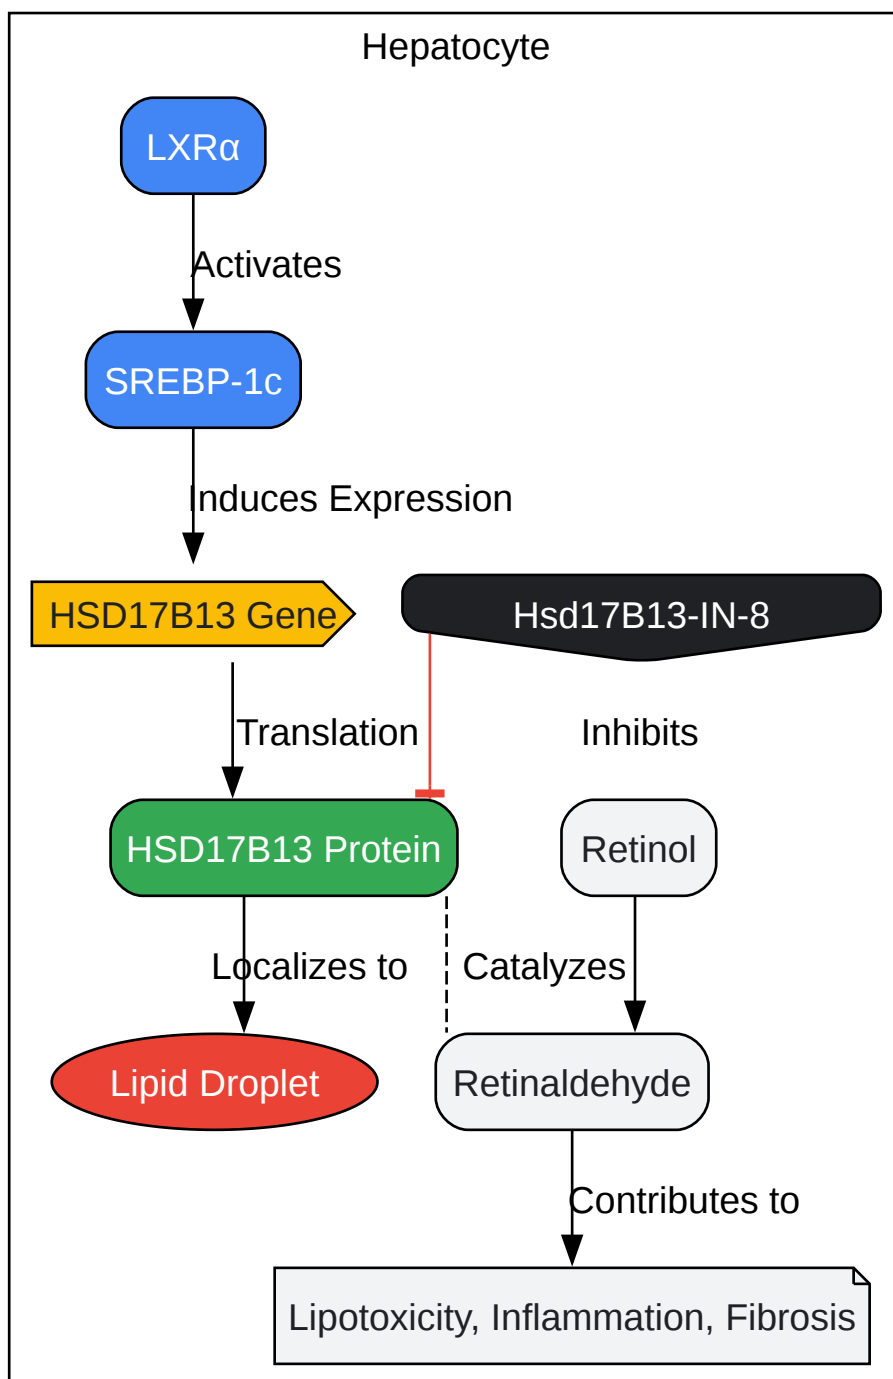 Hepatocyte
LXRα
Activates
SREBP-1c
Induces Expression
HSD17B13 Gene
Hsd17B13-IN-8
Translation
Inhibits
HSD17B13 Protein
Retinol
Localizes to
Catalyzes
Lipid Droplet
Retinaldehyde
Contributes to
Lipotoxicity, Inflammation, Fibrosis